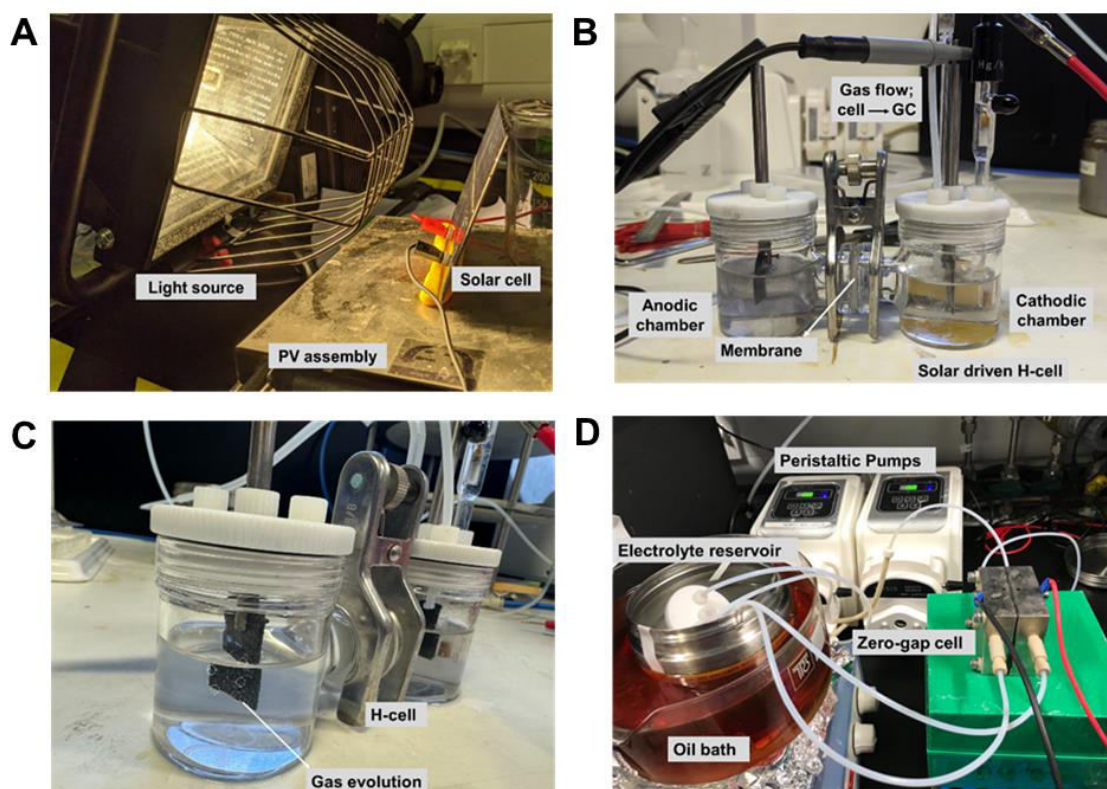 A
Light source
Solar cell
PV assembly
B
Hg/
Gas flow;
cell → GC
Anodic
chamber
Membrane
Cathodic
chamber
Solar driven H-cell
C
H-cell
Gas evolution
D
Peristaltic Pumps
Electrolyte reservoir
Zero-gap cell
Oil bath